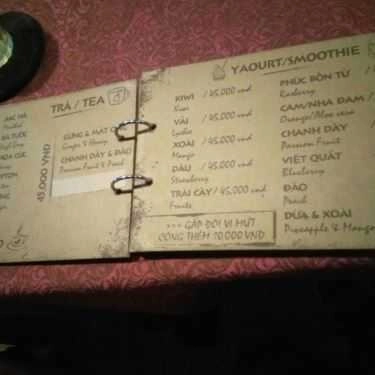 TRÀ / TEA
45.000 VND
GỪNG & MẬT
Ginger & Honey
CHANH DÂY & ĐÀO
Passion Fruit & Peach
YAOURT/SMOOTHIE
KIWI / 45.000 vnd
Kiwi
VẢI / 45.000 vnd
Lychee
XOÀI / 45.000 vnd
Mango
DÂU / 45.000 vnd
Strawberry
TRÁI CÂY / 45.000 vnd
Fruits
*** GẤP ĐÔI VỊ MỨT
CỘNG THÊM 10.000 VND
PHÚC BỒN TỬ /
CAM/NHA ĐAM /
Orange/Aloe vera
CHANH DÂY
Passion Fruit
VIỆT QUẤT
Blueberry
ĐÀO
Peach
DỨA & XOÀI
Pineapple & Mango